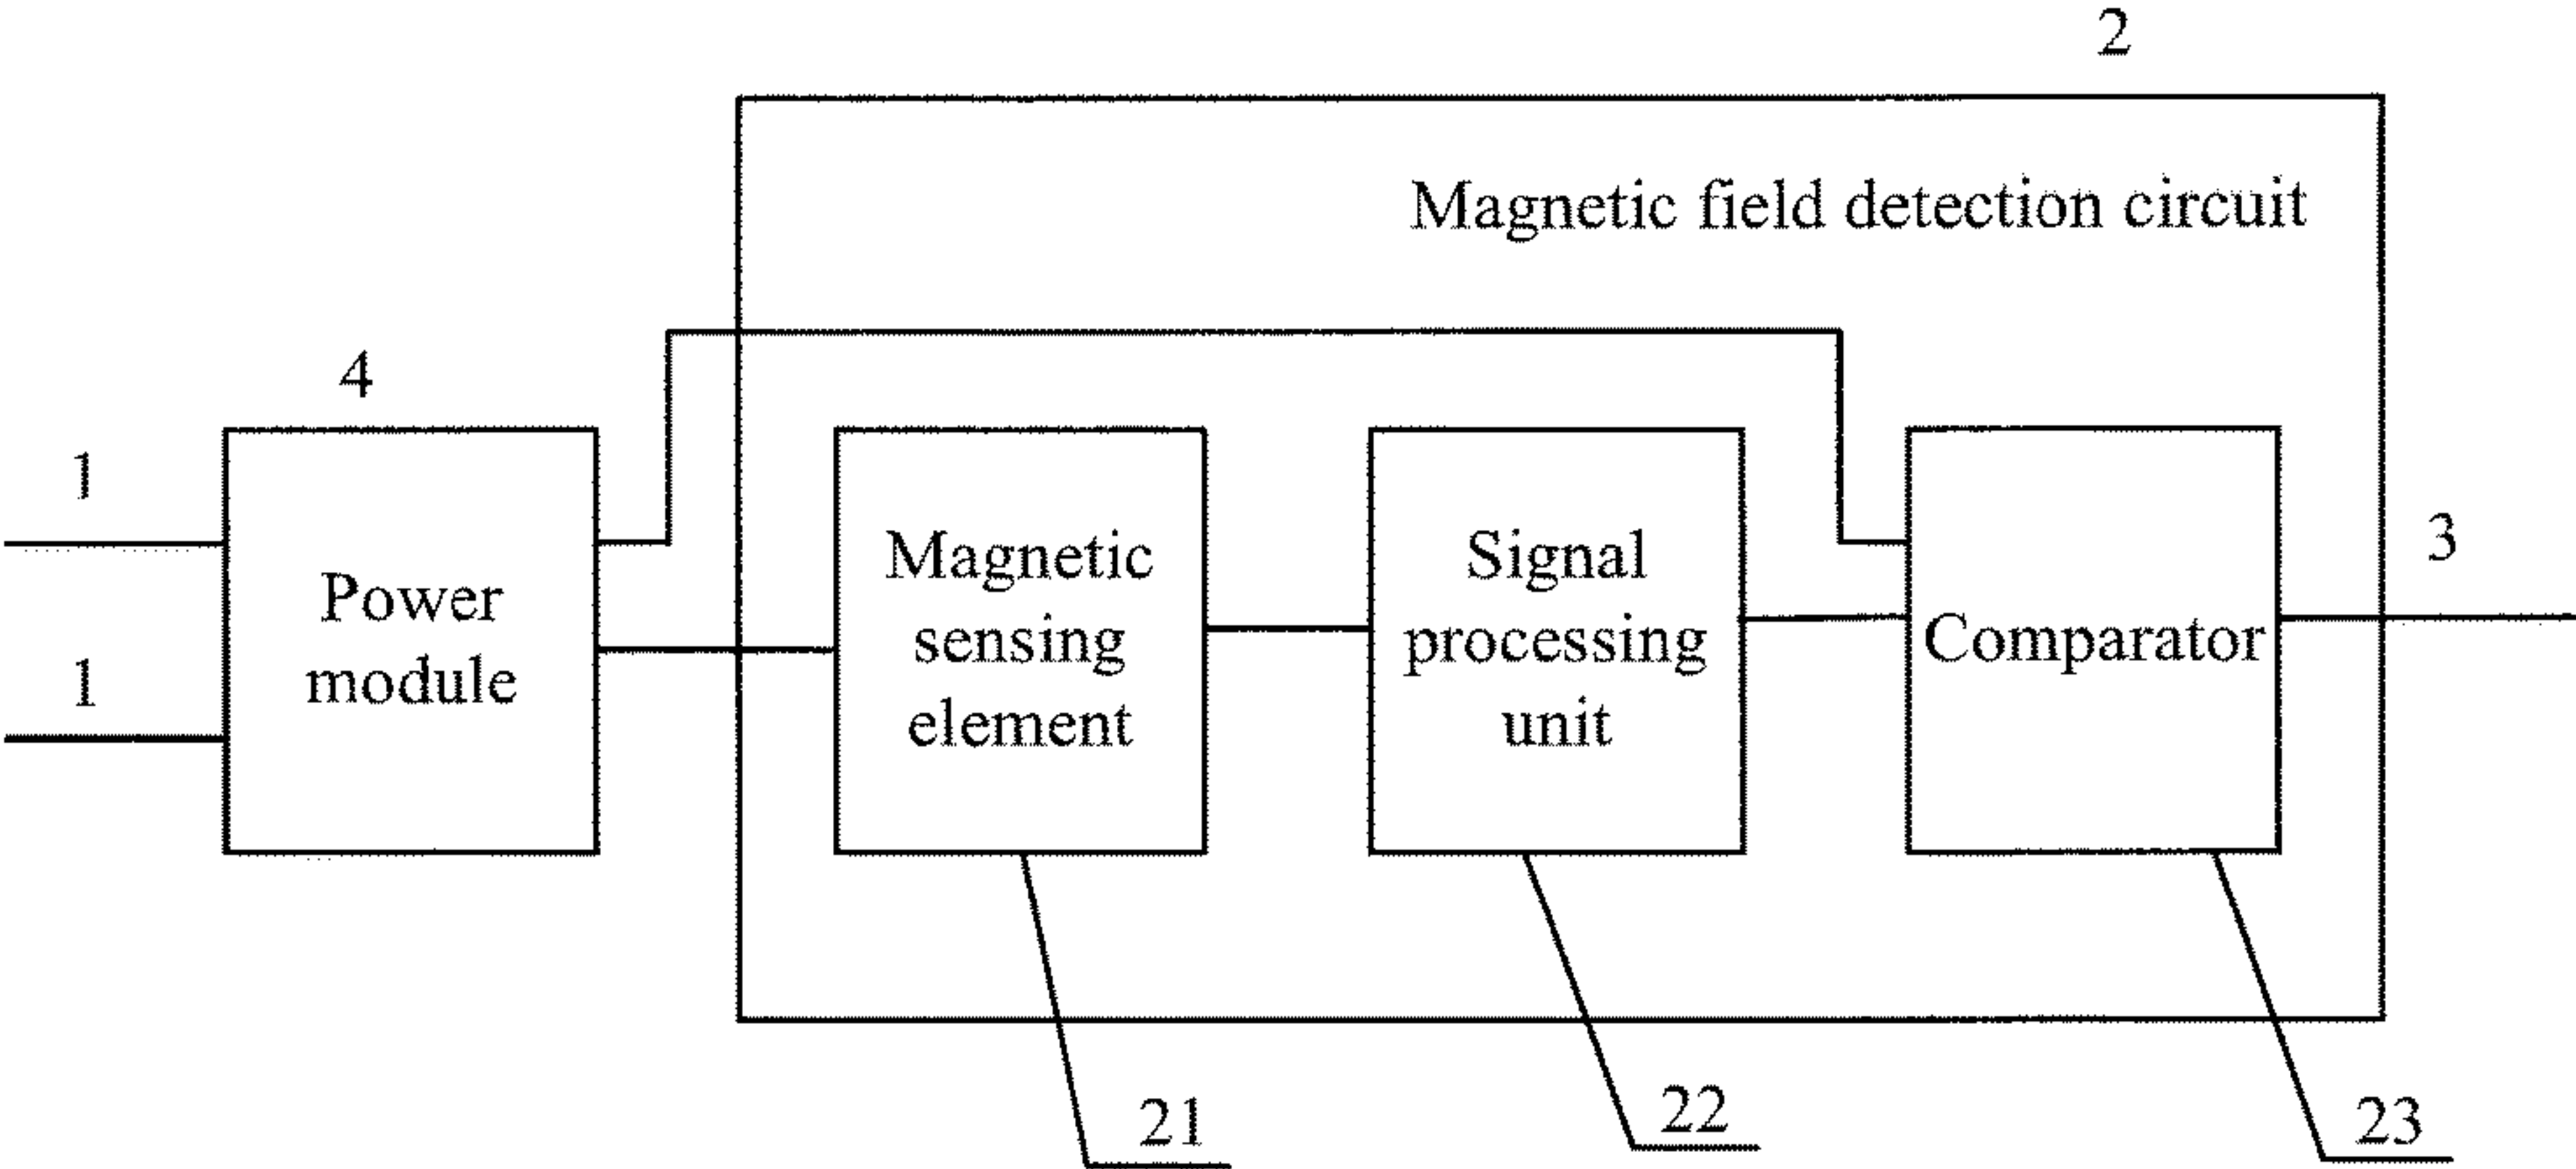 2
Magnetic field detection circuit
4
1
1
Power
module
Magnetic
sensing
element
Signal
processing
unit
Comparator
3
21
22
23